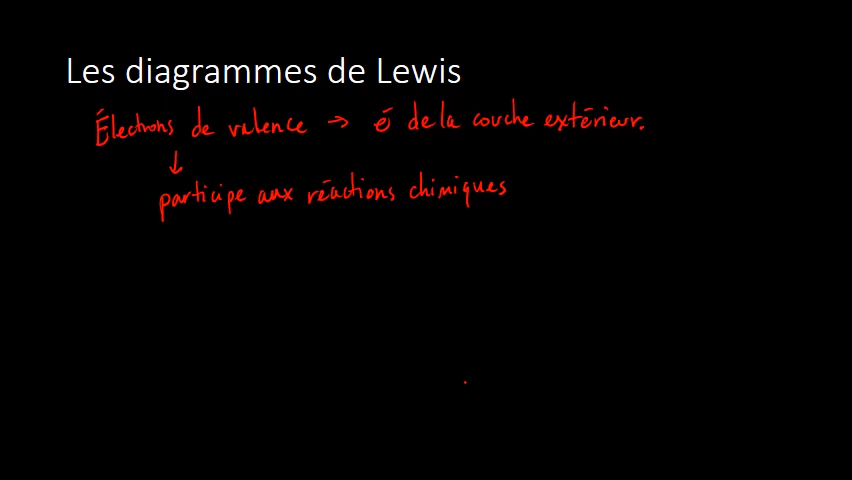 Les diagrammes de Lewis
Électrons de valence → é de la couche extérieur.
↓
participe aux réactions chimiques